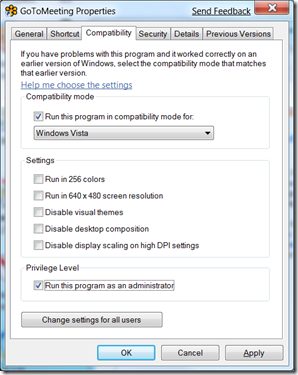 GoToMeeting Properties
Send Feedback
General
Shortcut
Compatibility
Security
Details
Previous Versions
If you have problems with this program and it worked correctly on an
earlier version of Windows, select the compatibility mode that matches
that earlier version.
Help me choose the settings
Compatibility mode
Run this program in compatibility mode for:
Windows Vista
Settings
Run in 256 colors
Run in 640 x 480 screen resolution
Disable visual themes
Disable desktop composition
Disable display scaling on high DPI settings
Privilege Level
Run this program as an administrator
Change settings for all users
OK
Cancel
Apply